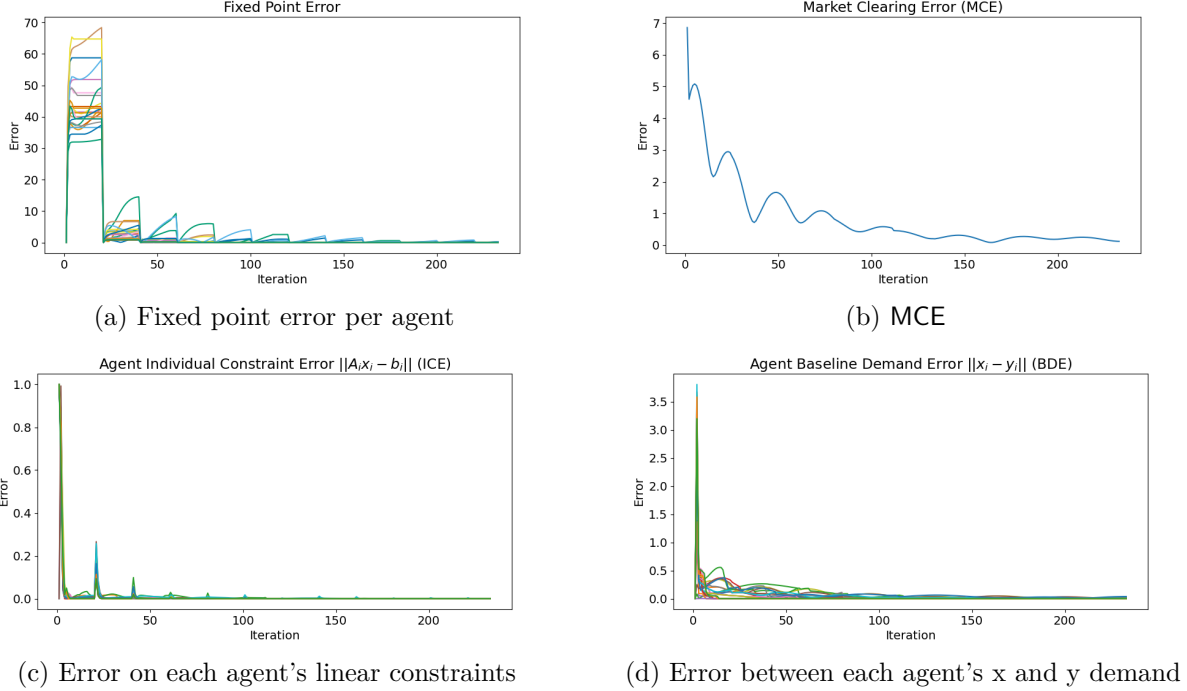 Fixed Point Error
70
60
50
40
30
20
10
0
Error
0 50 100 150 200
Iteration
(a) Fixed point error per agent
Market Clearing Error (MCE)
7
6
5
4
3
2
1
0
Error
0 50 100 150 200
Iteration
(b) MCE
Agent Individual Constraint Error ||A_i x_i − b_i|| (ICE)
1.0
0.8
0.6
0.4
0.2
0.0
Error
0 50 100 150 200
Iteration
(c) Error on each agent's linear constraints
Agent Baseline Demand Error ||x_i − y_i|| (BDE)
3.5
3.0
2.5
2.0
1.5
1.0
0.5
0.0
Error
0 50 100 150 200
Iteration
(d) Error between each agent's x and y demand